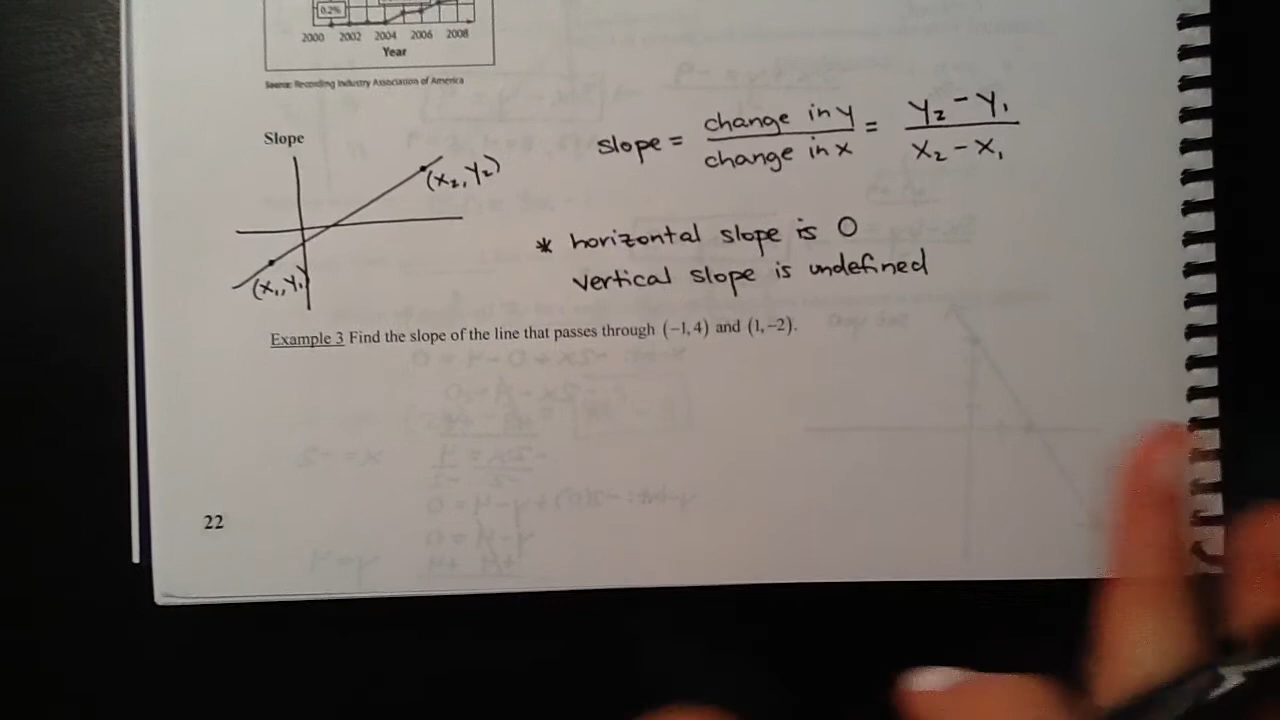 0.2%
2000 2002 2004 2006 2008
Year
Source: Recording Industry Association of America
Slope
slope = change in y / change in x = y₂ - y₁ / x₂ - x₁
(x₂, y₂)
(x₁, y₁)
* horizontal slope is 0
vertical slope is undefined
Example 3 Find the slope of the line that passes through (−1, 4) and (1, −2).
22